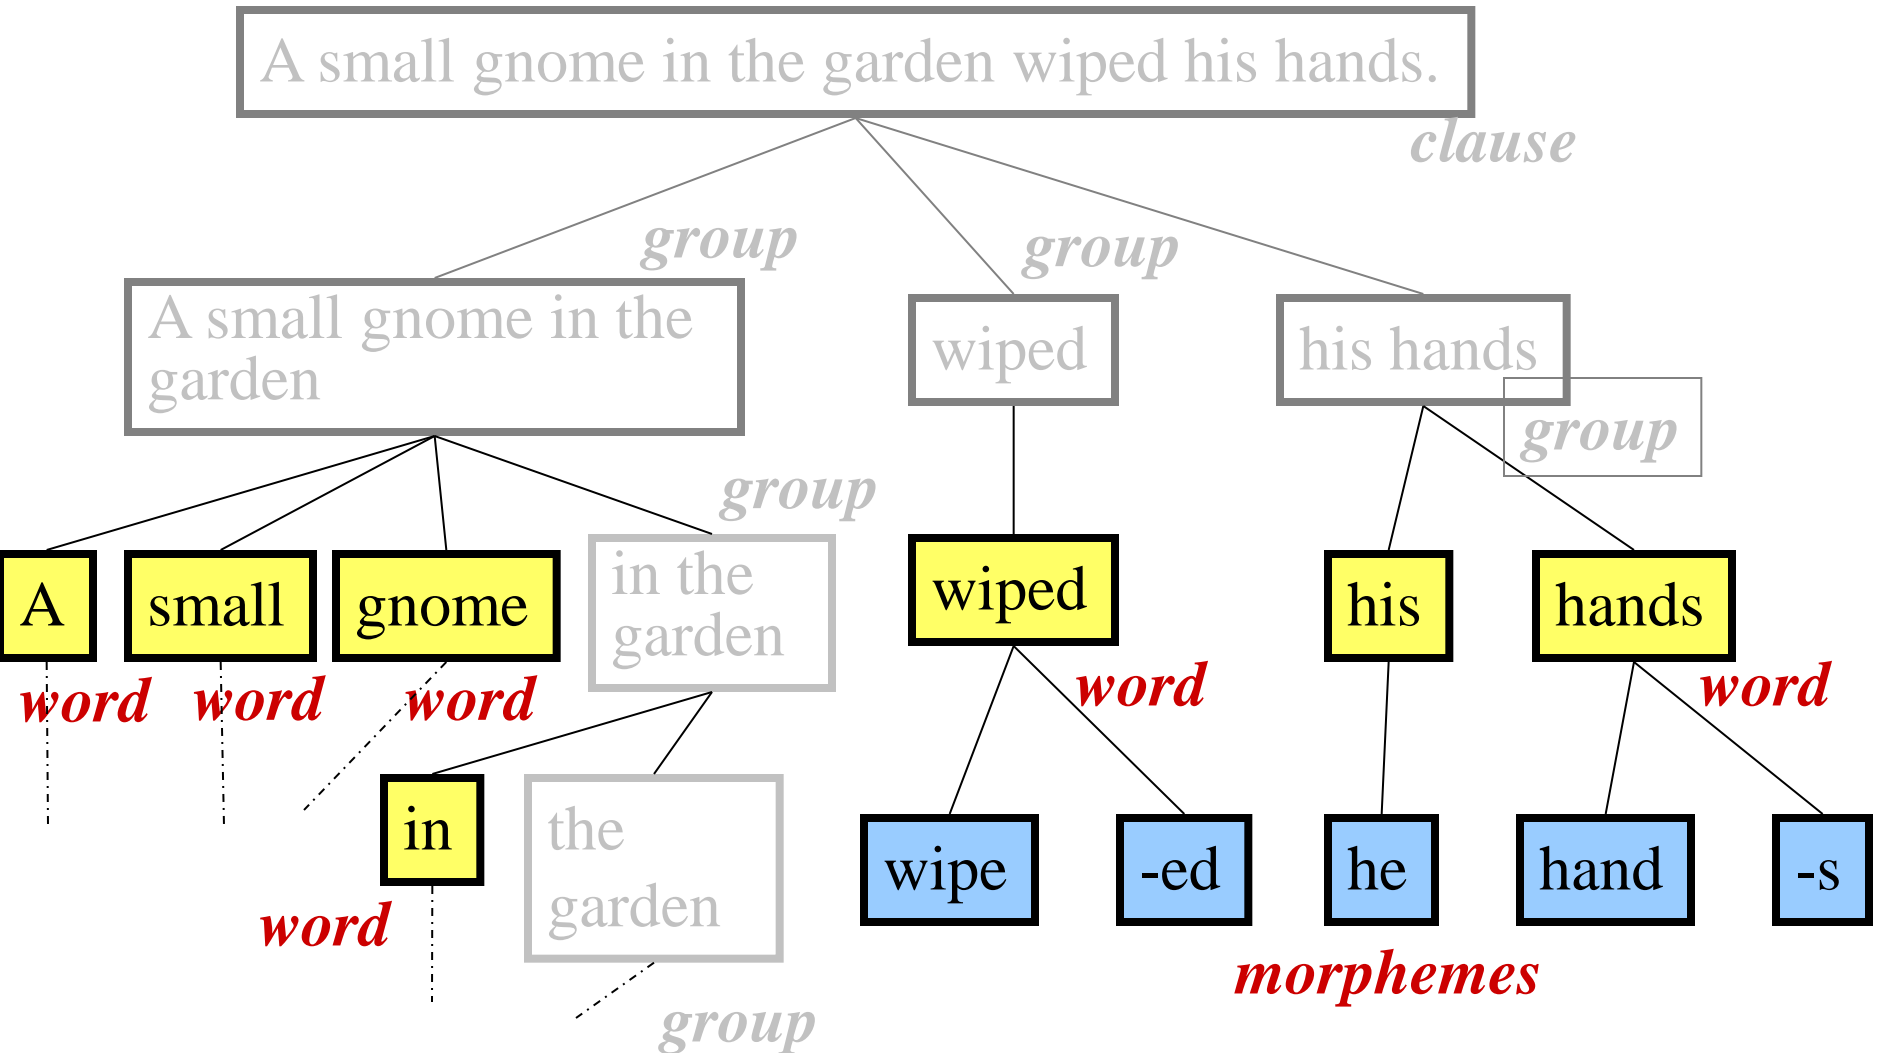 A small gnome in the garden wiped his hands.
clause
group
group
A small gnome in the
garden
wiped
his hands
group
group
A
small
gnome
in the
garden
wiped
his
hands
word
word
word
word
word
in
the
garden
wipe
-ed
he
hand
-s
word
morphemes
group